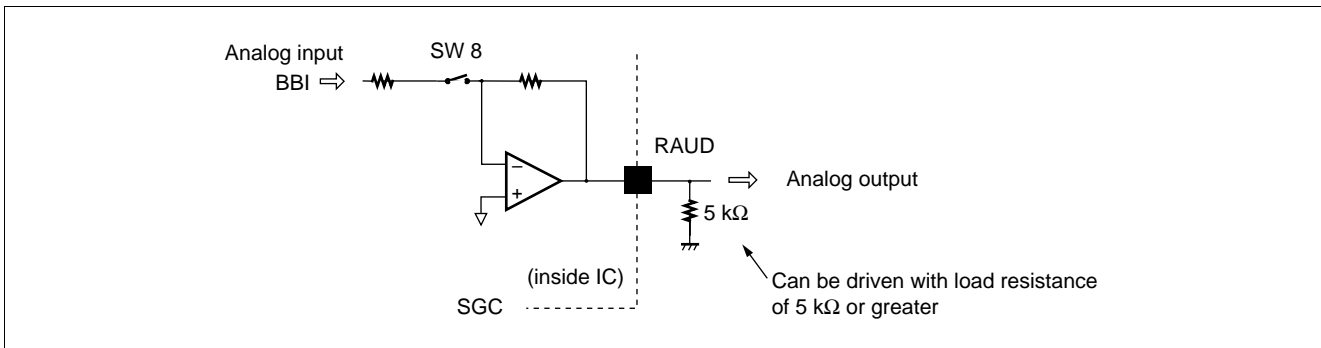 Analog input
SW 8
BBI
−
+
RAUD
Analog output
5 kΩ
(inside IC)
SGC
Can be driven with load resistance
of 5 kΩ or greater